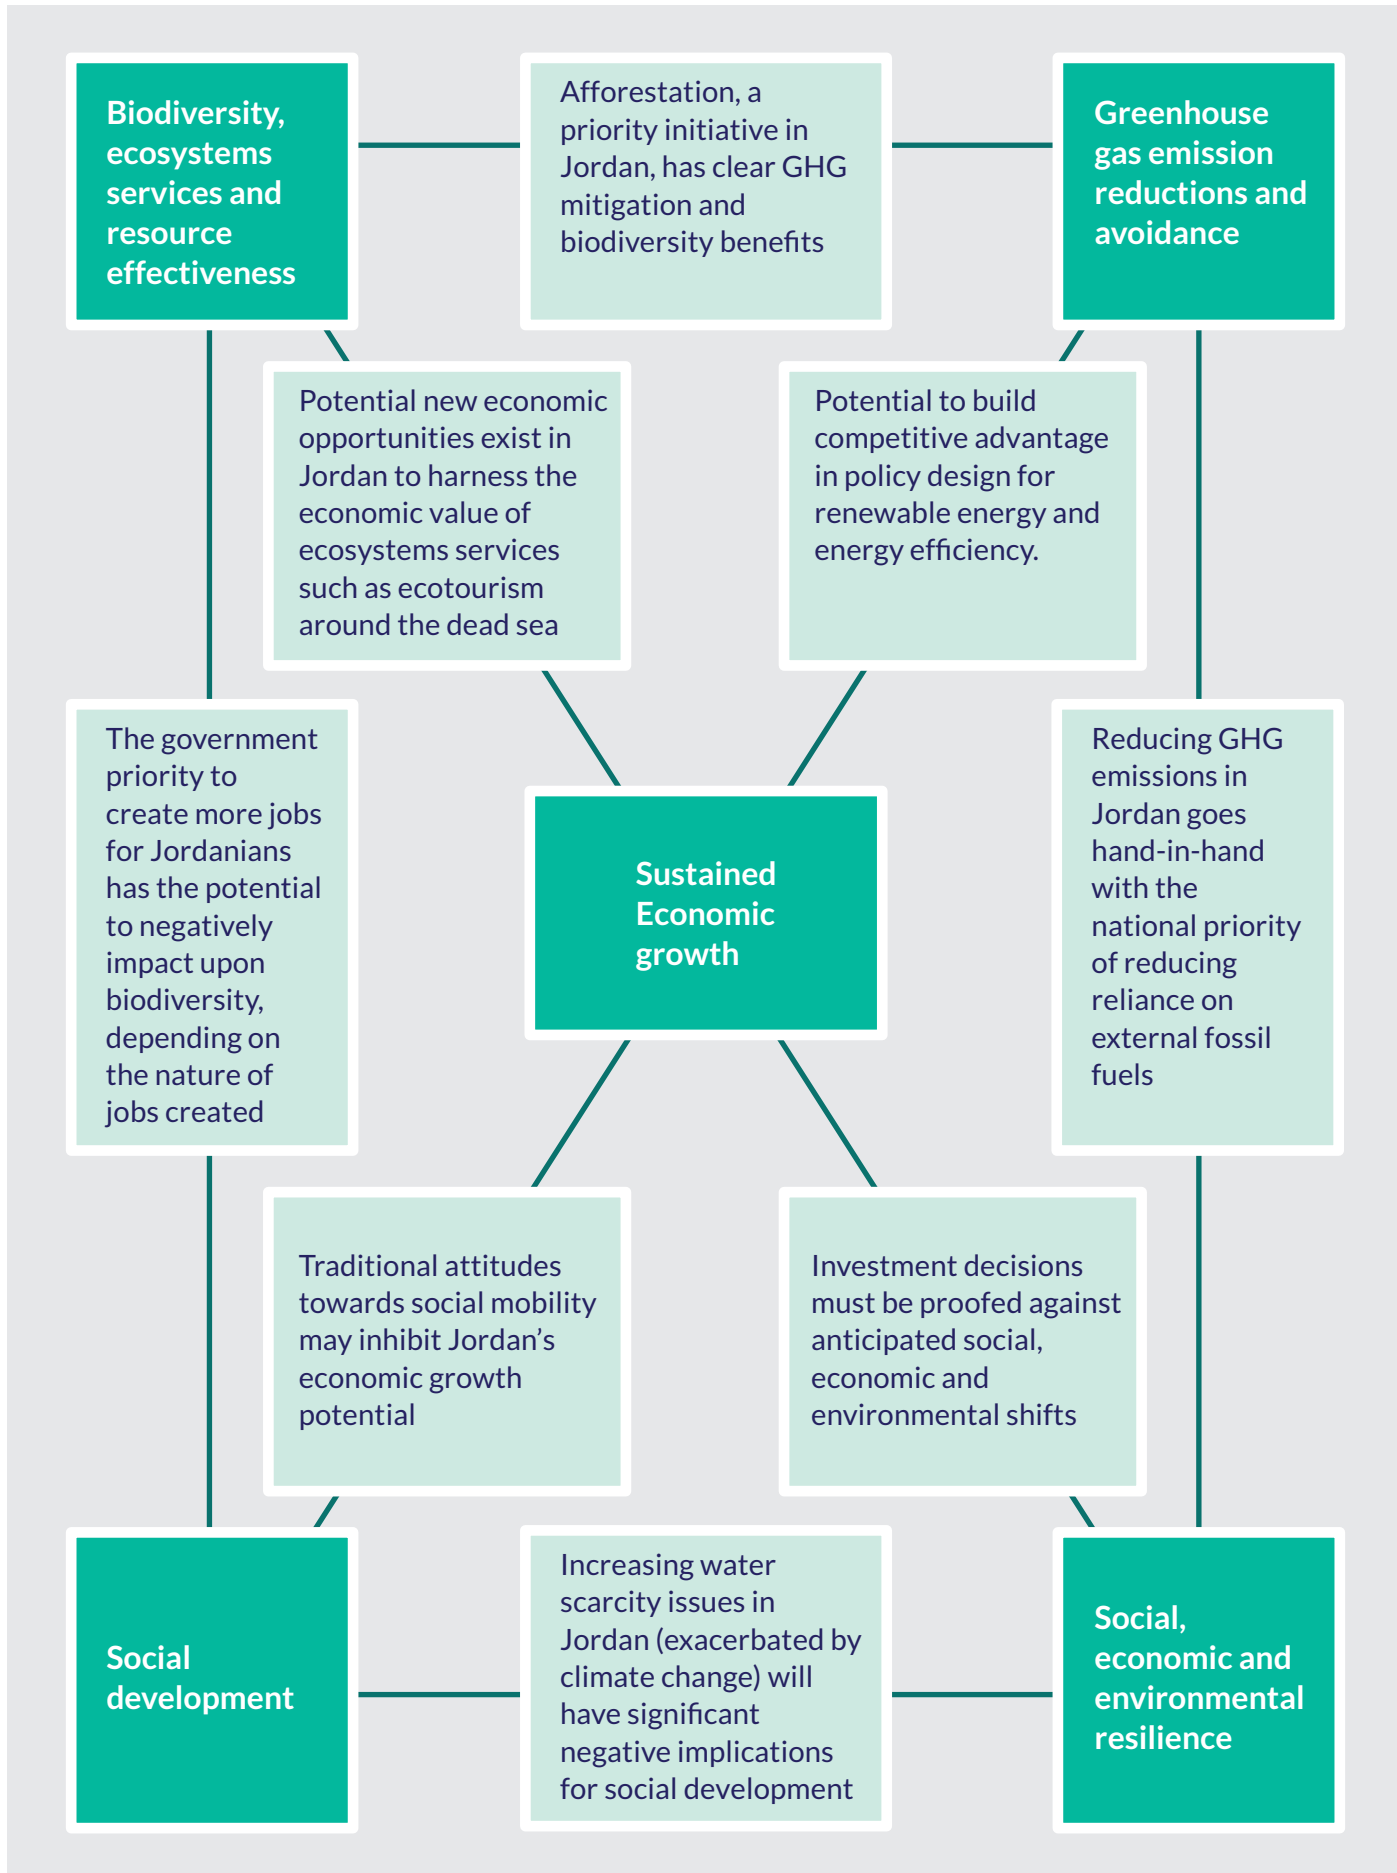 Biodiversity,
ecosystems
services and
resource
effectiveness
Afforestation, a
priority initiative in
Jordan, has clear GHG
mitigation and
biodiversity benefits
Greenhouse
gas emission
reductions and
avoidance
Potential new economic
opportunities exist in
Jordan to harness the
economic value of
ecosystems services
such as ecotourism
around the dead sea
Potential to build
competitive advantage
in policy design for
renewable energy and
energy efficiency.
The government
priority to
create more jobs
for Jordanians
has the potential
to negatively
impact upon
biodiversity,
depending on
the nature of
jobs created
Sustained
Economic
growth
Reducing GHG
emissions in
Jordan goes
hand-in-hand
with the
national priority
of reducing
reliance on
external fossil
fuels
Traditional attitudes
towards social mobility
may inhibit Jordan’s
economic growth
potential
Investment decisions
must be proofed against
anticipated social,
economic and
environmental shifts
Social
development
Increasing water
scarcity issues in
Jordan (exacerbated by
climate change) will
have significant
negative implications
for social development
Social,
economic and
environmental
resilience